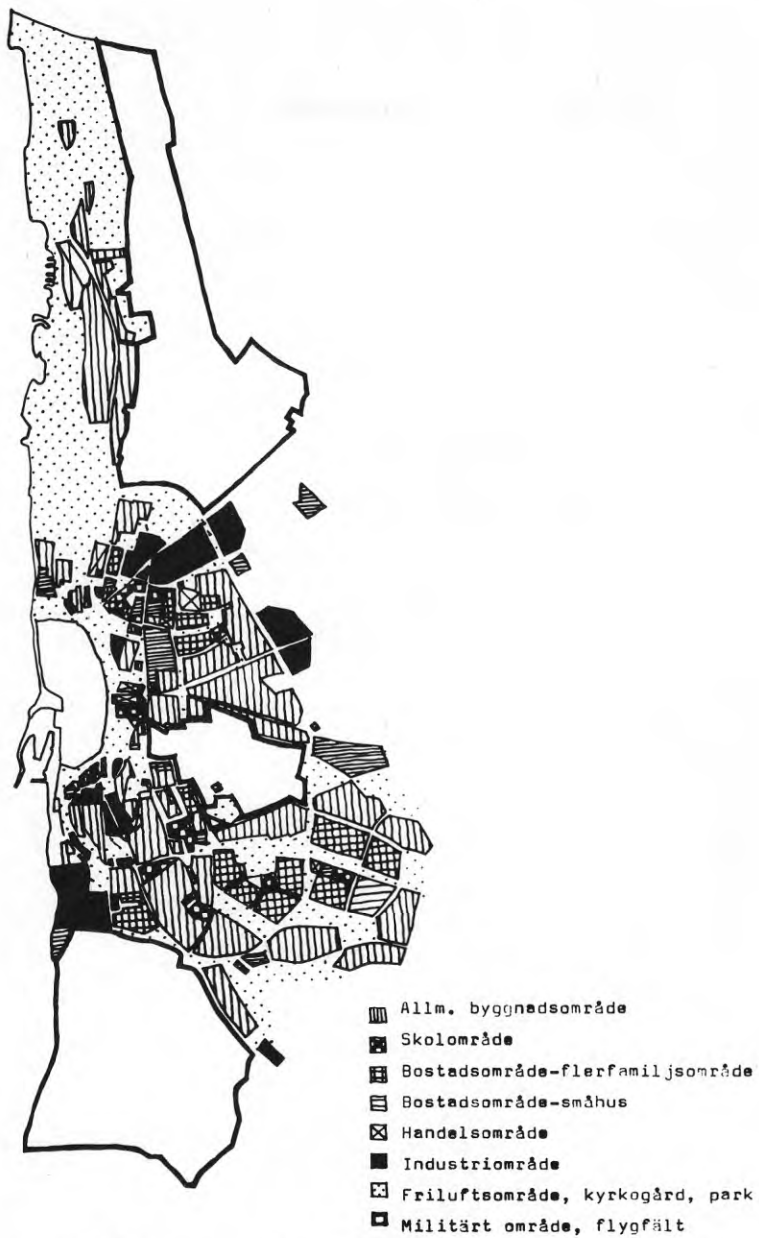 Allm. byggnadsområde
Skolområde
Bostadsområde-flerfamiljsområde
Bostadsområde-småhus
Handelsområde
Industriområde
Friluftsområde, kyrkogård, park
Militärt område, flygfält